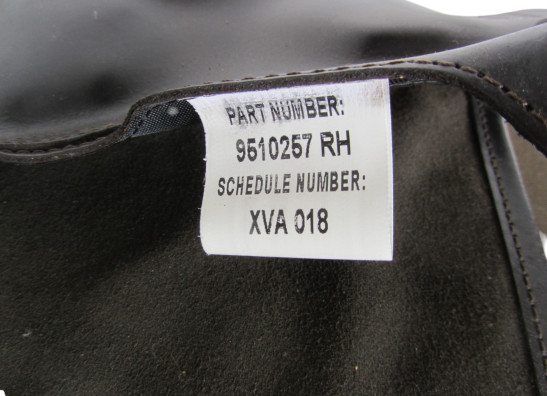 PART NUMBER:
9510257 RH
SCHEDULE NUMBER:
XVA 018